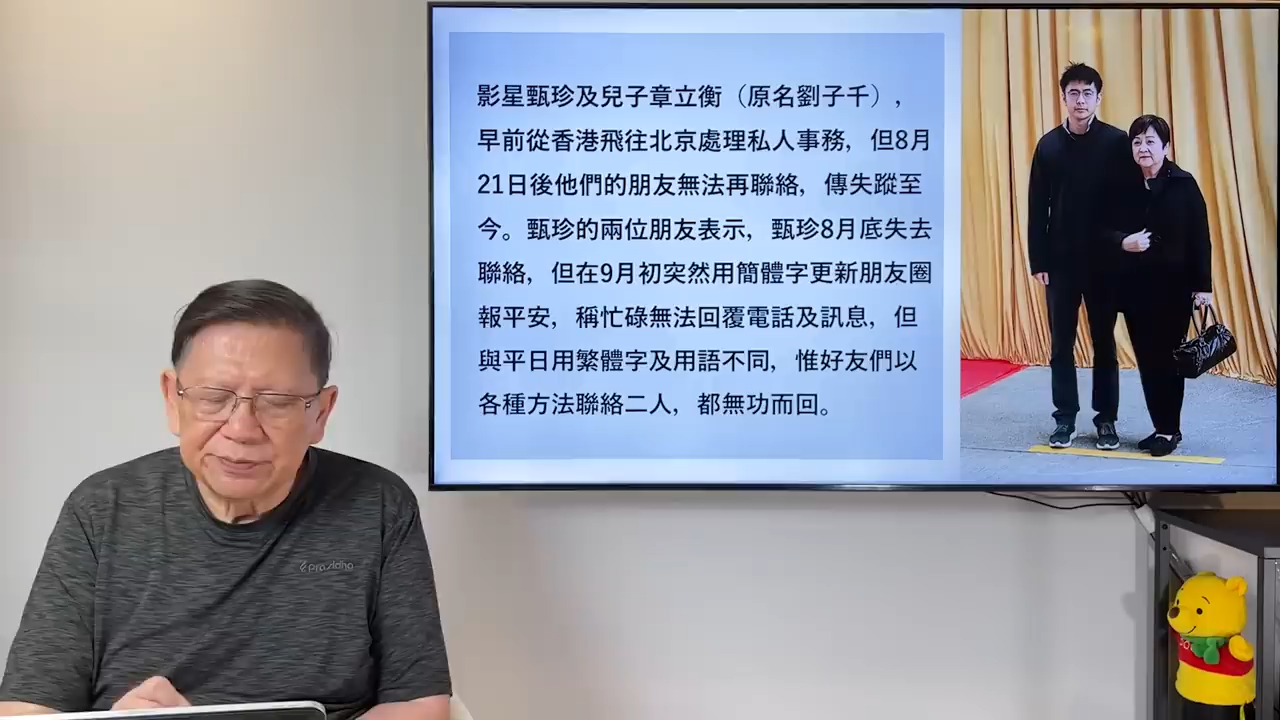 影星甄珍及兒子章立衡（原名劉子千），
早前從香港飛往北京處理私人事務，但8月
21日後他們的朋友無法再聯絡，傳失蹤至
今。甄珍的兩位朋友表示，甄珍8月底失去
聯絡，但在9月初突然用簡體字更新朋友圈
報平安，稱忙碌無法回覆電話及訊息，但
與平日用繁體字及用語不同，惟好友們以
各種方法聯絡二人，都無功而回。